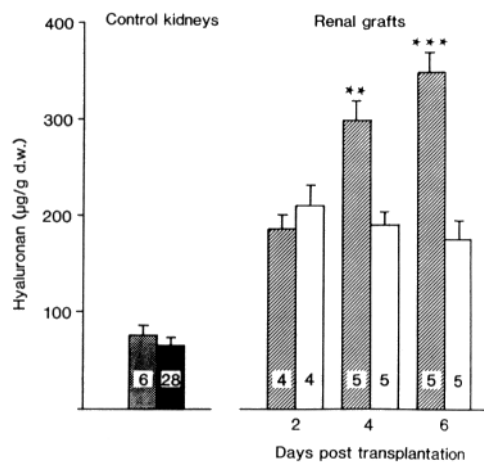 Control kidneys
Renal grafts
Hyaluronan (µg/g d.w.)
400
300
200
100
** ***
6 28 4 4 5 5 5 5
2 4 6
Days post transplantation